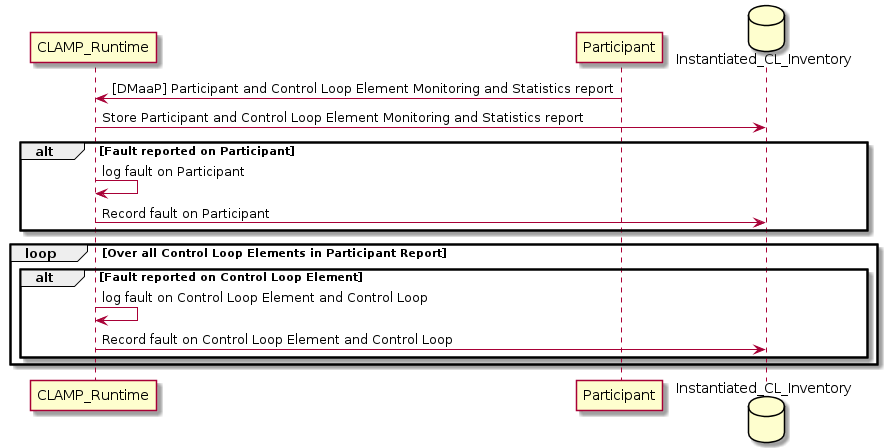 CLAMP_Runtime
Participant
Instantiated_CL_Inventory
[DMaaP] Participant and Control Loop Element Monitoring and Statistics report
Store Participant and Control Loop Element Monitoring and Statistics report
alt [Fault reported on Participant]
log fault on Participant
Record fault on Participant
loop [Over all Control Loop Elements in Participant Report]
alt [Fault reported on Control Loop Element]
log fault on Control Loop Element and Control Loop
Record fault on Control Loop Element and Control Loop
CLAMP_Runtime
Participant
Instantiated_CL_Inventory